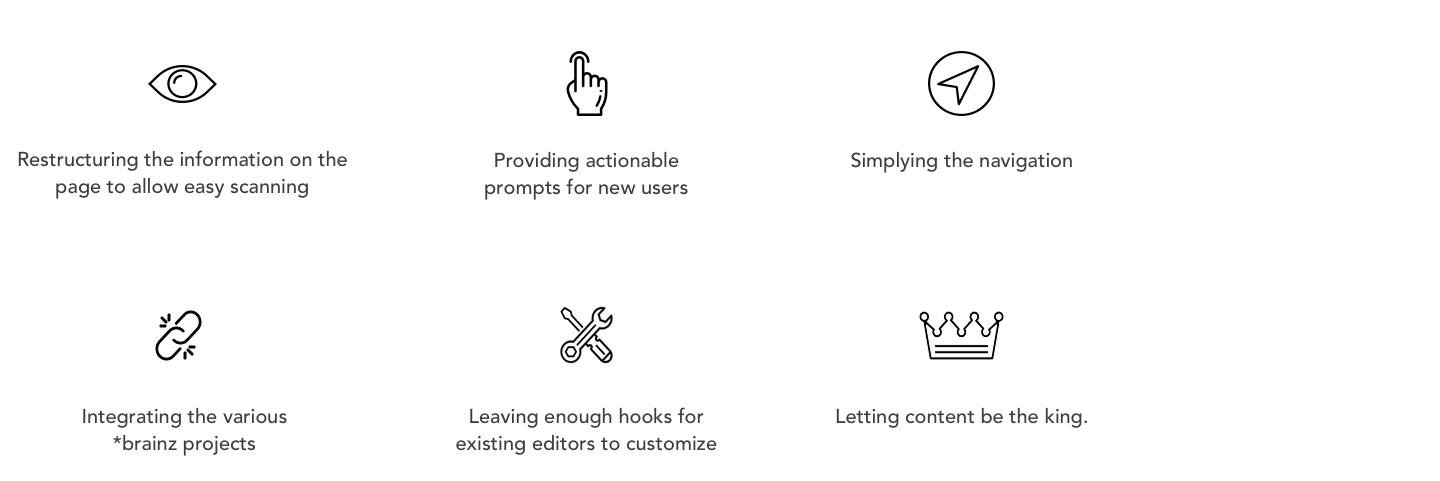 Restructuring the information on the
page to allow easy scanning
Providing actionable
prompts for new users
Simplying the navigation
Integrating the various
*brainz projects
Leaving enough hooks for
existing editors to customize
Letting content be the king.